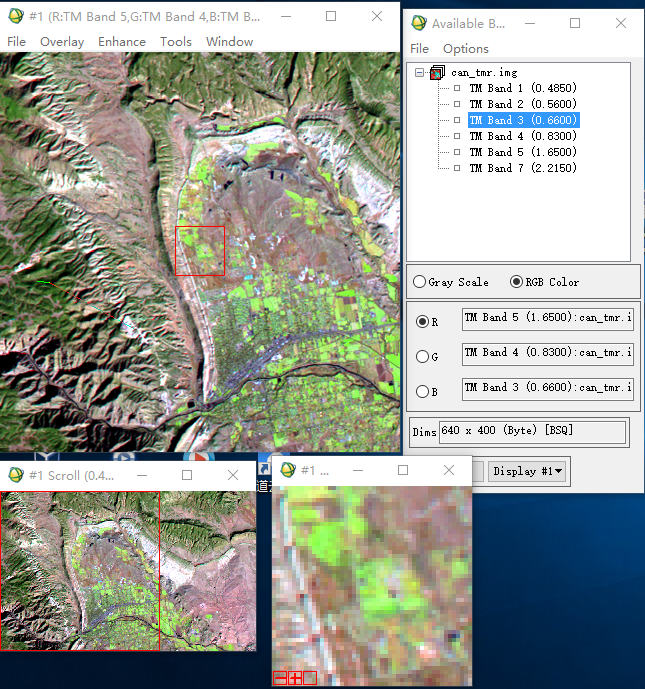 #1 (R:TM Band 5,G:TM Band 4,B:TM B...
File Overlay Enhance Tools Window
Available B...
File Options
can_tmr.img
TM Band 1 (0.4850)
TM Band 2 (0.5600)
TM Band 3 (0.6600)
TM Band 4 (0.8300)
TM Band 5 (1.6500)
TM Band 7 (2.2150)
Gray Scale RGB Color
R TM Band 5 (1.6500):can_tmr.i
G TM Band 4 (0.8300):can_tmr.i
B TM Band 3 (0.6600):can_tmr.i
Dims 640 x 400 (Byte) [BSQ]
Display #1
#1 Scroll (0.4...
#1 ...
道